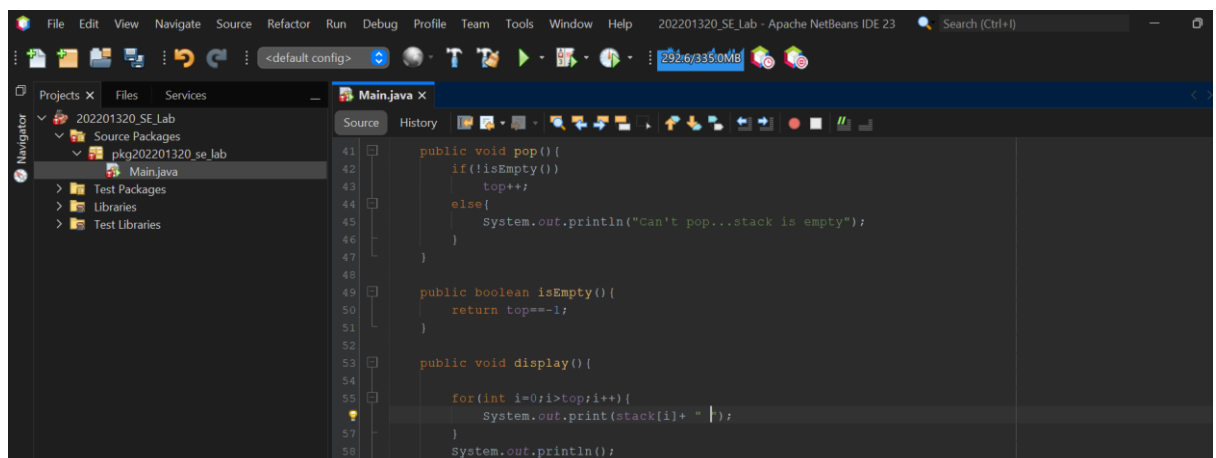 File Edit View Navigate Source Refactor Run Debug Profile Team Tools Window Help 202201320_SE_Lab - Apache NetBeans IDE 23 Search (Ctrl+I)
<default config> 292.6/335.0MB
Projects Files Services
Navigator
202201320_SE_Lab
Source Packages
pkg202201320_se_lab
Main.java
Test Packages
Libraries
Test Libraries
Main.java
Source History
41 public void pop(){
42 if(!isEmpty())
43 top++;
44 else{
45 System.out.println("Can't pop...stack is empty");
46 }
47 }
48
49 public boolean isEmpty(){
50 return top==-1;
51 }
52
53 public void display(){
54
55 for(int i=0;i>top;i++){
System.out.print(stack[i]+ " ");
57 }
58 System.out.println();